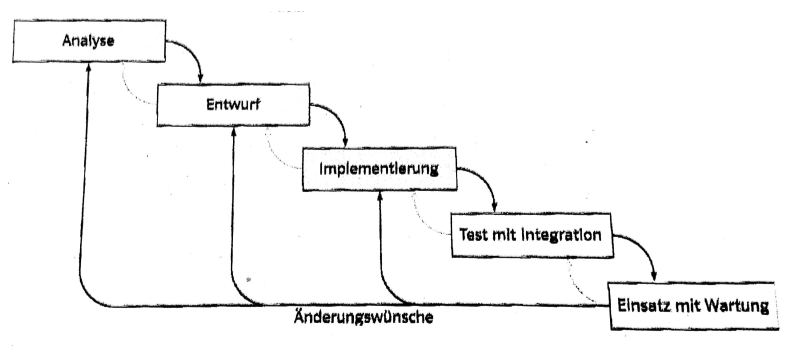 Analyse
Entwurf
Implementierung
Test mit Integration
Einsatz mit Wartung
Änderungswünsche